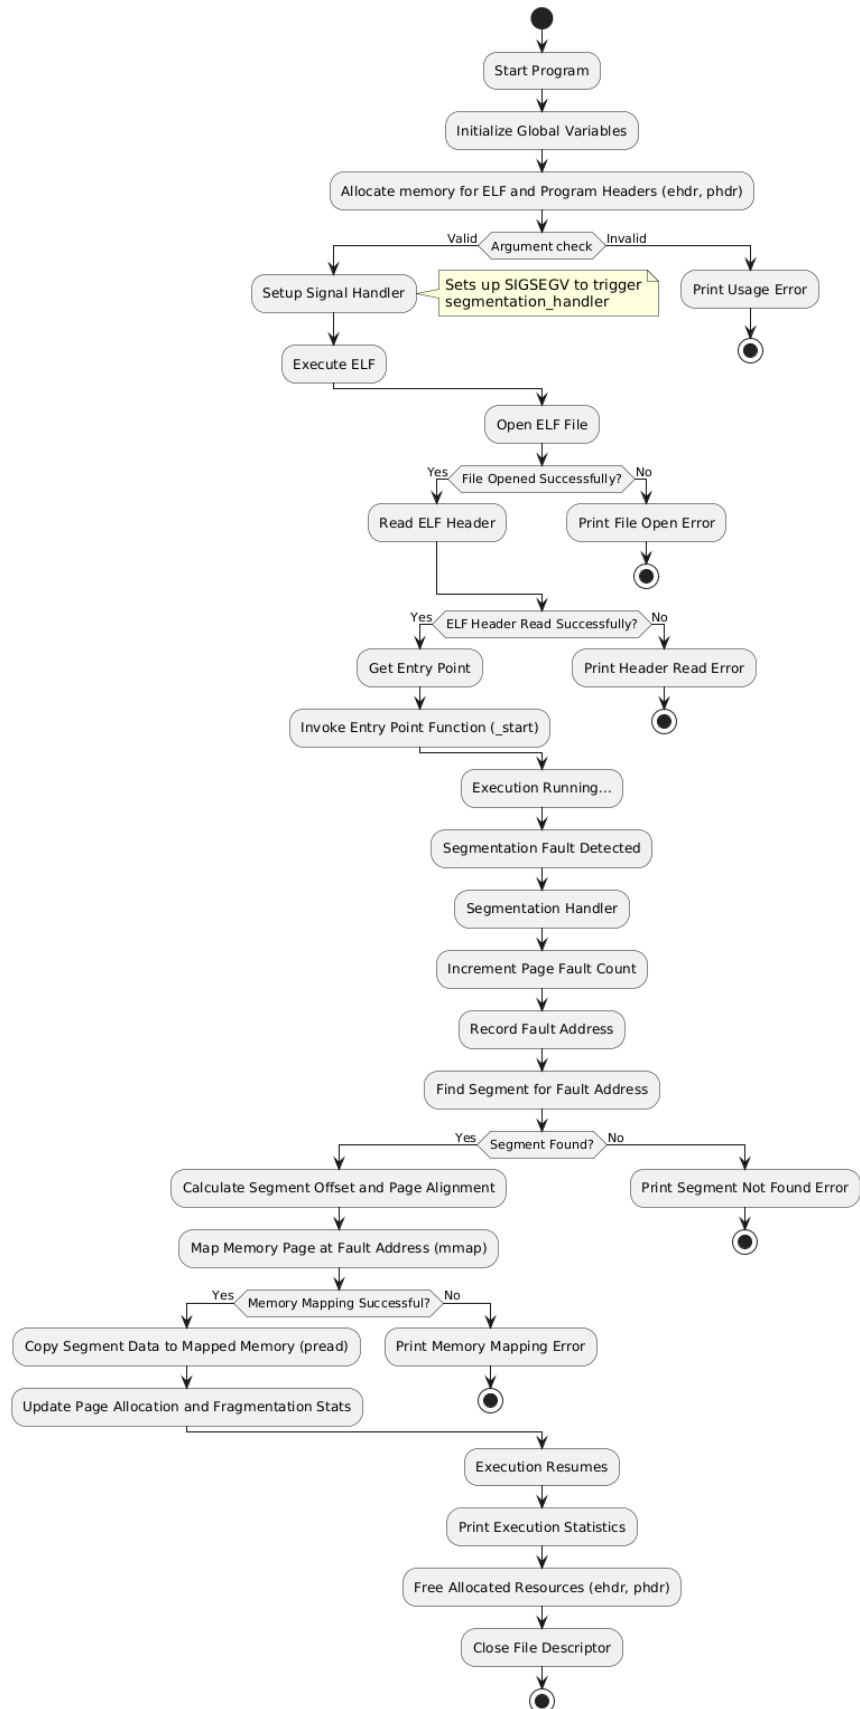 Start Program
Initialize Global Variables
Allocate memory for ELF and Program Headers (ehdr, phdr)
Valid
Argument check
Invalid
Setup Signal Handler
Sets up SIGSEGV to trigger
segmentation_handler
Print Usage Error
Execute ELF
Open ELF File
Yes
File Opened Successfully?
No
Read ELF Header
Print File Open Error
Yes
ELF Header Read Successfully?
No
Get Entry Point
Print Header Read Error
Invoke Entry Point Function (_start)
Execution Running...
Segmentation Fault Detected
Segmentation Handler
Increment Page Fault Count
Record Fault Address
Find Segment for Fault Address
Yes
Segment Found?
No
Calculate Segment Offset and Page Alignment
Print Segment Not Found Error
Map Memory Page at Fault Address (mmap)
Yes
Memory Mapping Successful?
No
Copy Segment Data to Mapped Memory (pread)
Print Memory Mapping Error
Update Page Allocation and Fragmentation Stats
Execution Resumes
Print Execution Statistics
Free Allocated Resources (ehdr, phdr)
Close File Descriptor